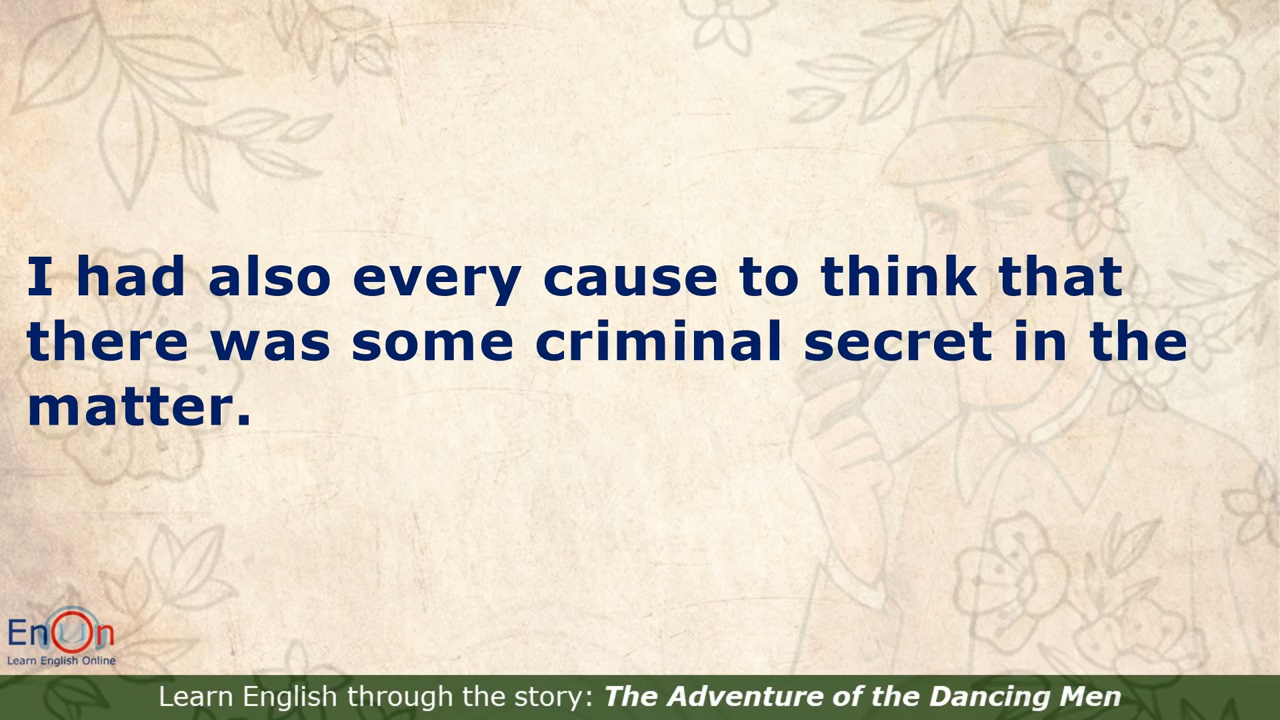 I had also every cause to think that
there was some criminal secret in the
matter.
EnOn
Learn English Online
Learn English through the story: The Adventure of the Dancing Men